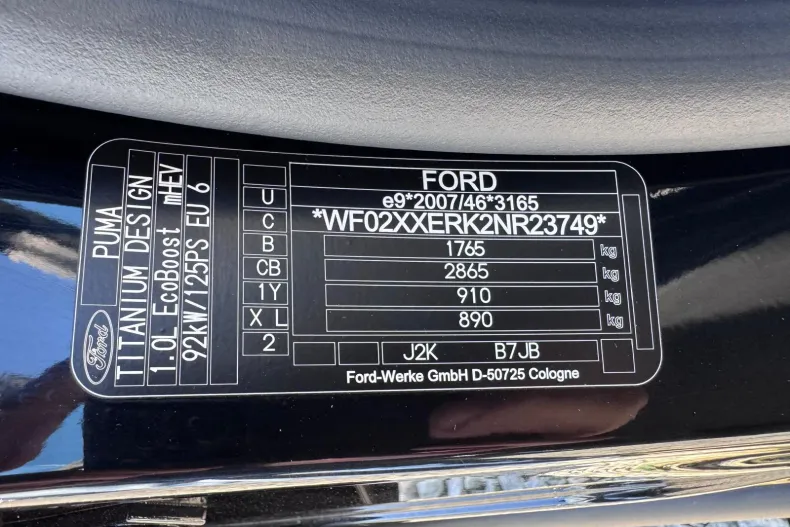 PUMA
TITANIUM DESIGN
1.0L EcoBoost mHEV
92kW/125PS EU 6
Ford
U
C
B
CB
1Y
X L
2
FORD
e9*2007/46*3165
*WF02XXERK2NR23749*
1765 kg
2865 kg
910 kg
890 kg
J2K B7JB
Ford-Werke GmbH D-50725 Cologne